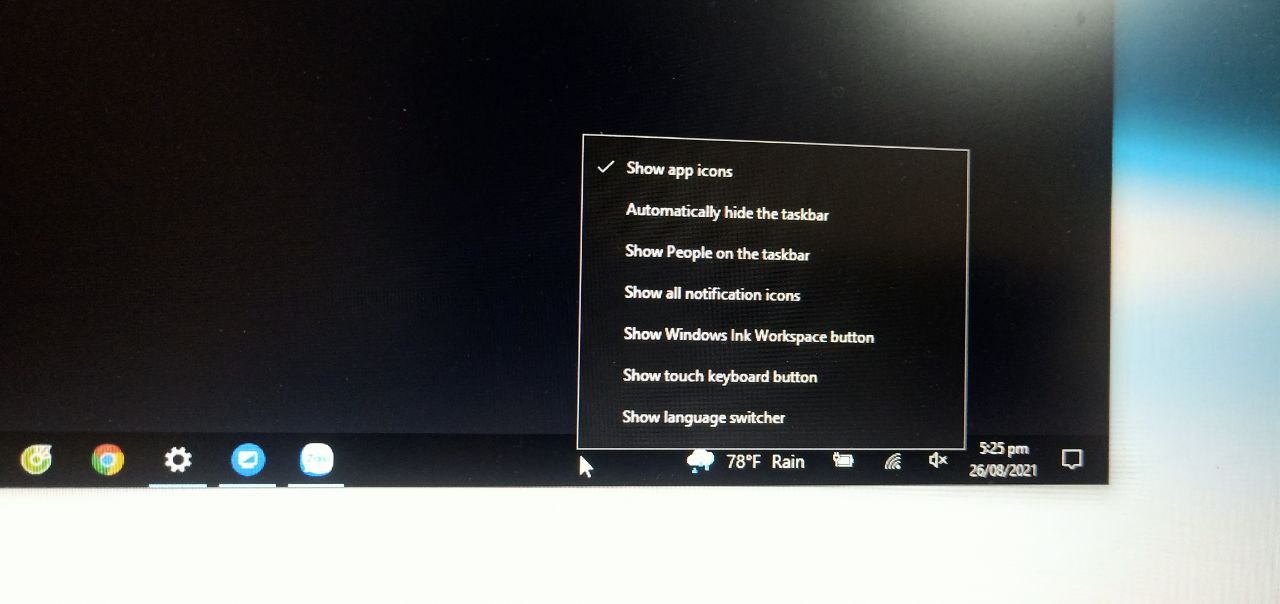 Show app icons
Automatically hide the taskbar
Show People on the taskbar
Show all notification icons
Show Windows Ink Workspace button
Show touch keyboard button
Show language switcher
78°F Rain
5:25 pm
26/08/2021